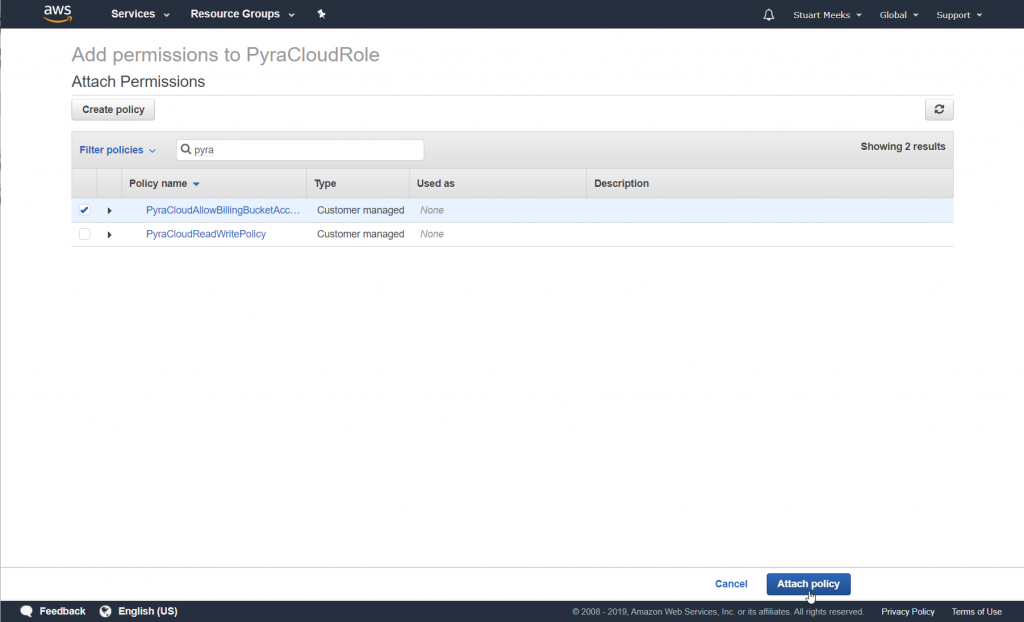 aws Services Resource Groups Stuart Meeks Global Support
Add permissions to PyraCloudRole
Attach Permissions
Create policy
Filter policies pyra Showing 2 results
Policy name Type Used as Description
PyraCloudAllowBillingBucketAcc... Customer managed None
PyraCloudReadWritePolicy Customer managed None
Cancel Attach policy
Feedback English (US) © 2008 - 2019, Amazon Web Services, Inc. or its affiliates. All rights reserved. Privacy Policy Terms of Use